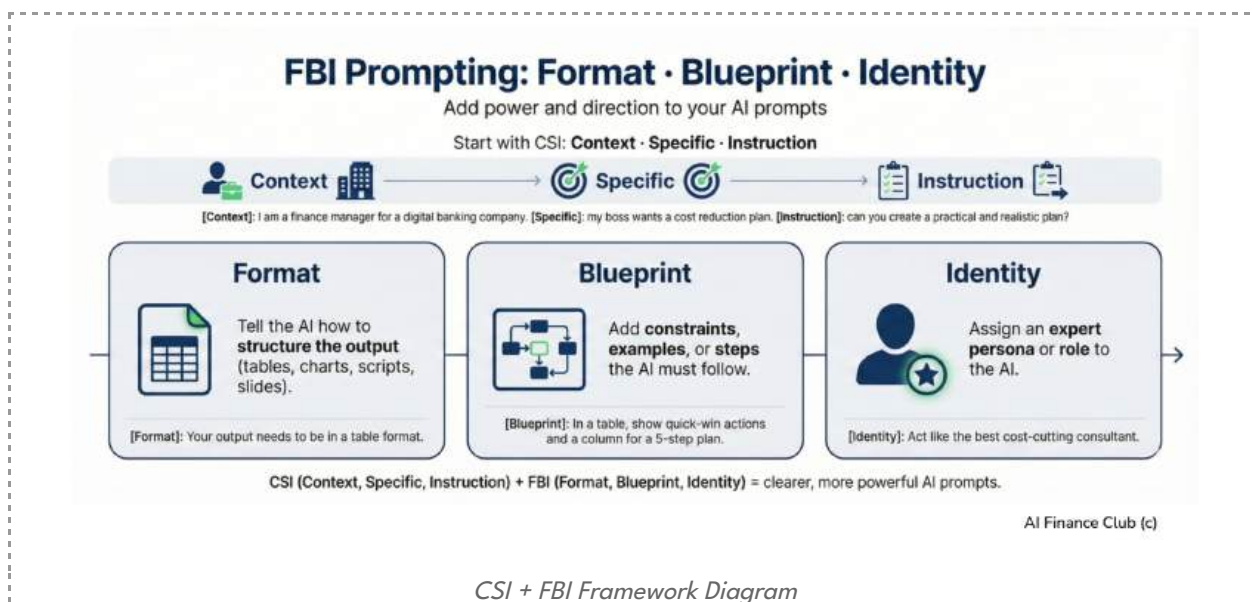 FBI Prompting: Format · Blueprint · Identity
Add power and direction to your AI prompts
Start with CSI: Context · Specific · Instruction
Context
Specific
Instruction
[Context]: I am a finance manager for a digital banking company. [Specific]: my boss wants a cost reduction plan. [Instruction]: can you create a practical and realistic plan?
Format
Tell the AI how to
structure the output
(tables, charts, scripts,
slides).
[Format]: Your output needs to be in a table format.
Blueprint
Add constraints,
examples, or steps
the AI must follow.
[Blueprint]: In a table, show quick-win actions
and a column for a 5-step plan.
Identity
Assign an expert
persona or role to
the AI.
[Identity]: Act like the best cost-cutting consultant.
CSI (Context, Specific, Instruction) + FBI (Format, Blueprint, Identity) = clearer, more powerful AI prompts.
AI Finance Club (c)
CSI + FBI Framework Diagram